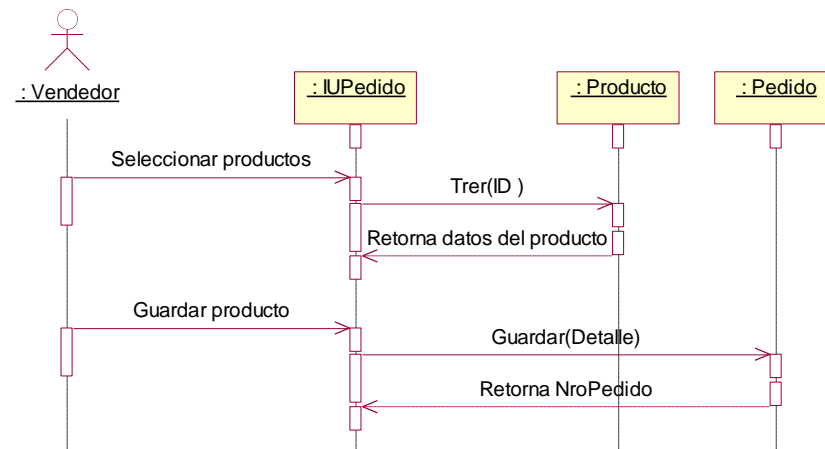 : Vendedor
: IUPedido
: Producto
: Pedido
Seleccionar productos
Trer(ID )
Retorna datos del producto
Guardar producto
Guardar(Detalle)
Retorna NroPedido